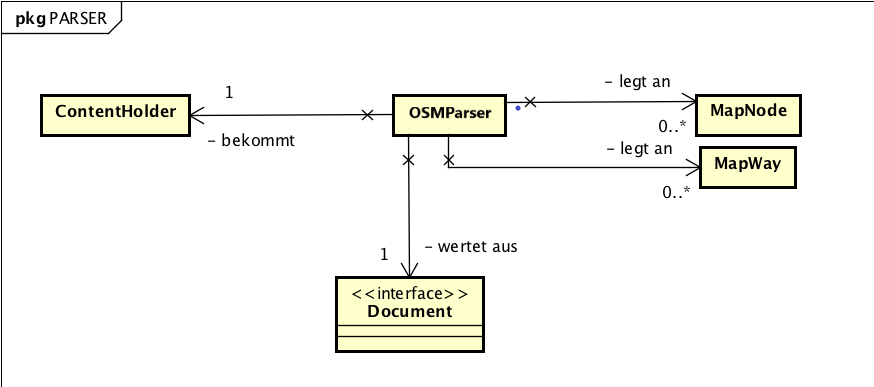 pkg PARSER
1
– legt an
ContentHolder
OSMParser
MapNode
– bekommt
0..*
– legt an
MapWay
0..*
1
– wertet aus
<<interface>>
Document